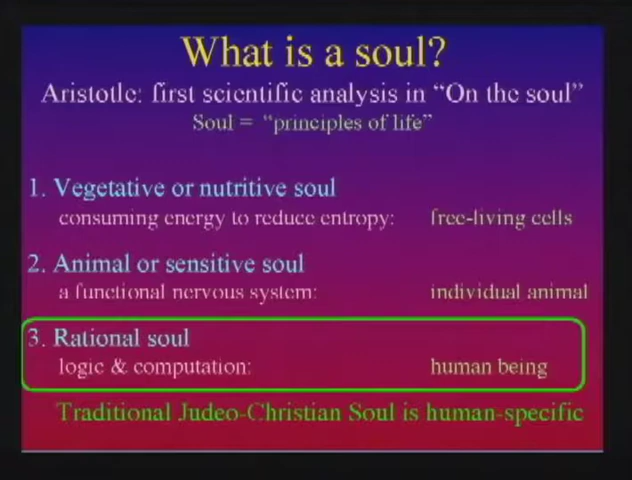 What is a soul?
Aristotle: first scientific analysis in “On the soul”
Soul = “principles of life”
1. Vegetative or nutritive soul
consuming energy to reduce entropy: free-living cells
2. Animal or sensitive soul
a functional nervous system: individual animal
3. Rational soul
logic & computation: human being
Traditional Judeo-Christian Soul is human-specific